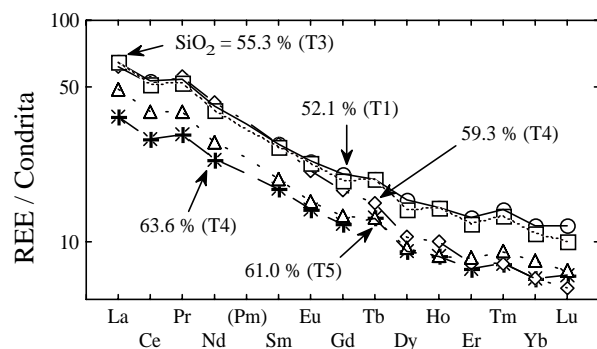 100
SiO2 = 55.3 % (T3)
50
52.1 % (T1)
59.3 % (T4)
REE / Condrita
63.6 % (T4)
10
61.0 % (T5)
La Pr (Pm) Eu Tb Ho Tm Lu
Ce Nd Sm Gd Dy Er Yb